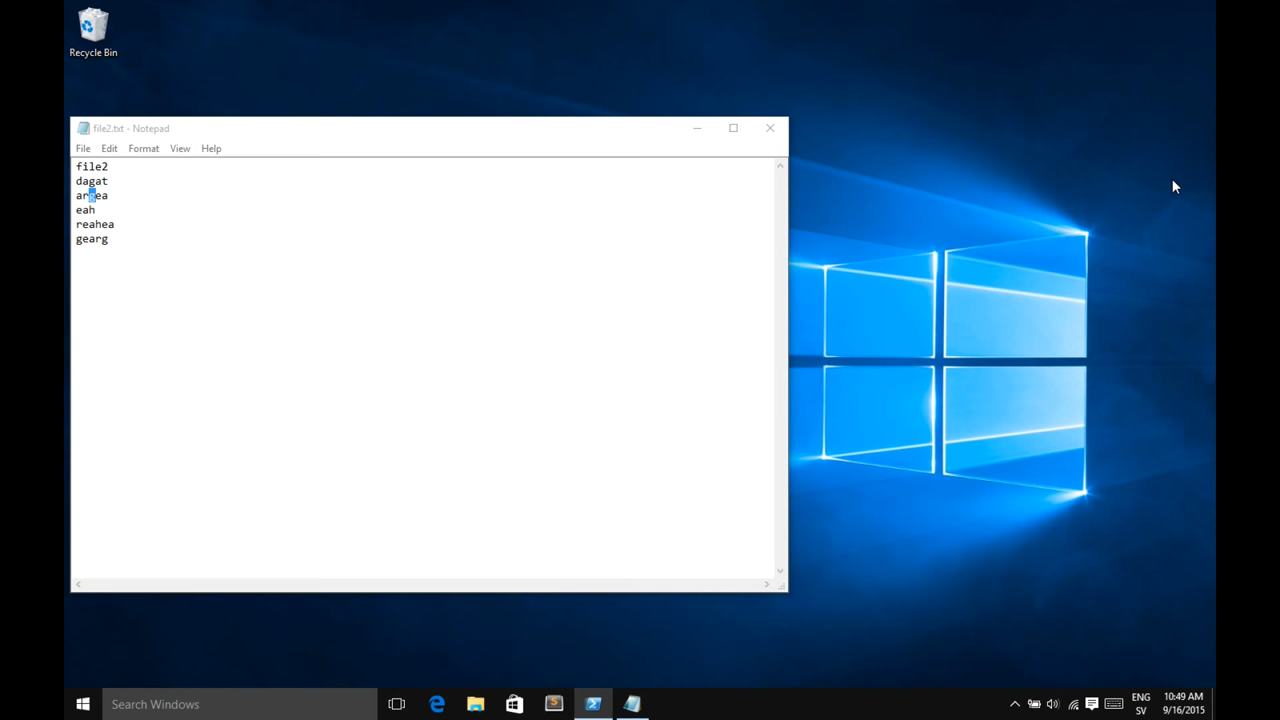 Recycle Bin
file2.txt - Notepad
File Edit Format View Help
file2
dagat
argea
eah
reahea
gearg
Search Windows
ENG
SV
10:49 AM
9/16/2015